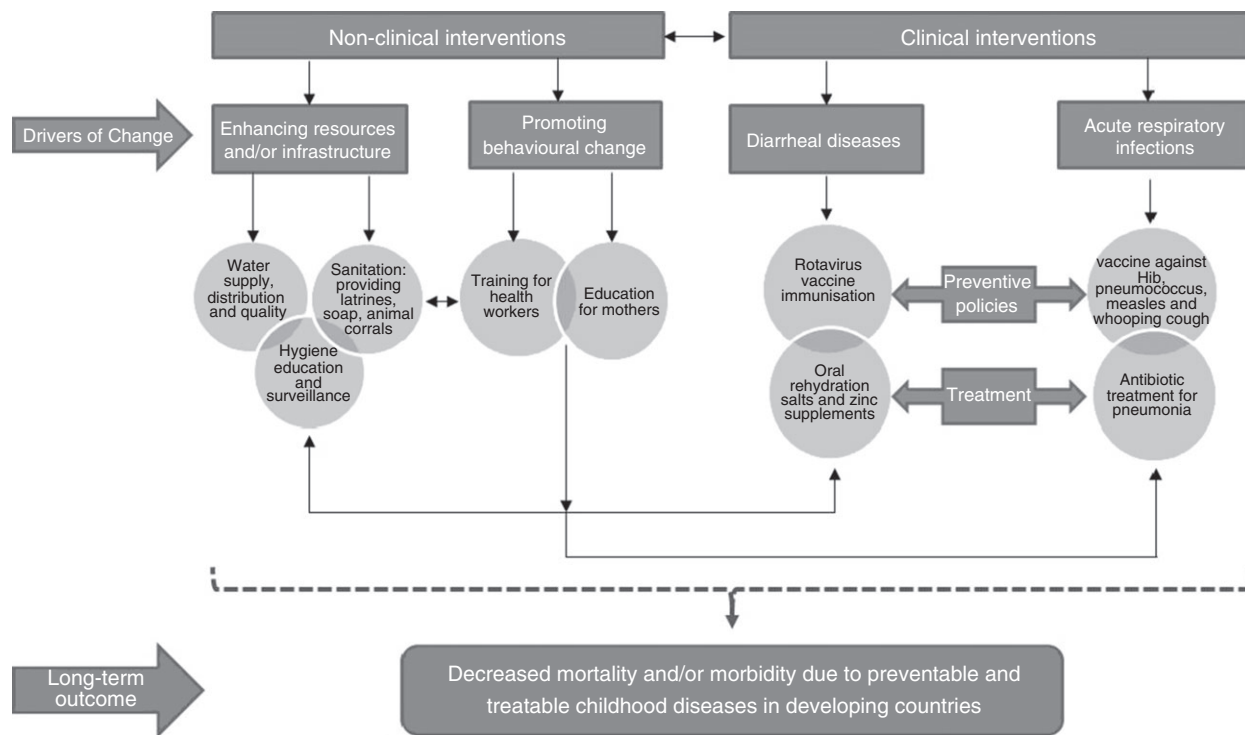 Non-clinical interventions
Clinical interventions
Drivers of Change
Enhancing resources
and/or infrastructure
Promoting
behavioural change
Diarrheal diseases
Acute respiratory
infections
Water
supply,
distribution
and quality
Sanitation:
providing
latrines,
soap, animal
corrals
Hygiene
education
and
surveillance
Training for
health
workers
Education
for mothers
Rotavirus
vaccine
immunisation
Preventive
policies
vaccine against
Hib,
pneumococcus,
measles and
whooping cough
Oral
rehydration
salts and zinc
supplements
Treatment
Antibiotic
treatment for
pneumonia
Long-term
outcome
Decreased mortality and/or morbidity due to preventable and
treatable childhood diseases in developing countries